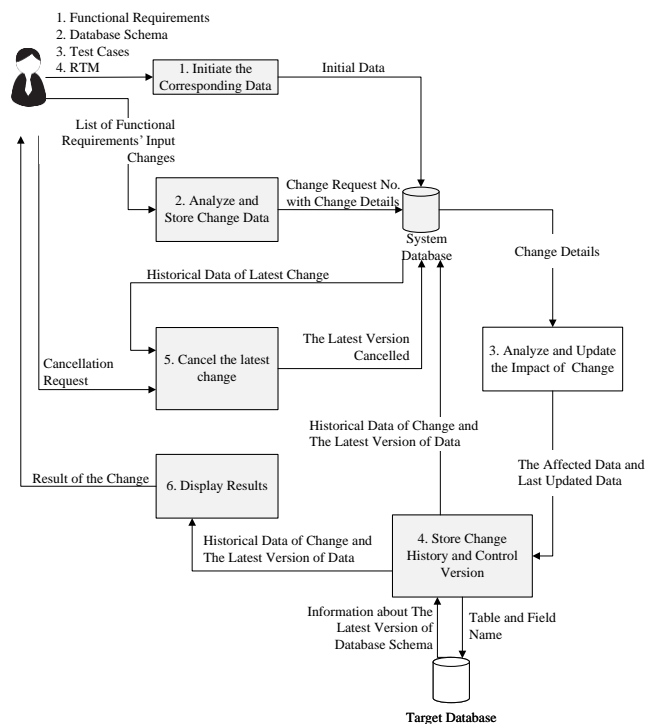 1. Functional Requirements
2. Database Schema
3. Test Cases
4. RTM
1. Initiate the
Corresponding Data
Initial Data
List of Functional
Requirements’ Input
Changes
2. Analyze and
Store Change Data
Change Request No.
with Change Details
System
Database
Change Details
Historical Data of Latest Change
5. Cancel the latest
change
The Latest Version
Cancelled
3. Analyze and Update
the Impact of Change
Cancellation
Request
Historical Data of Change and
The Latest Version of Data
The Affected Data and
Last Updated Data
Result of the Change
6. Display Results
4. Store Change
History and Control
Version
Historical Data of Change and
The Latest Version of Data
Information about The
Latest Version of
Database Schema
Table and Field
Name
Target Database